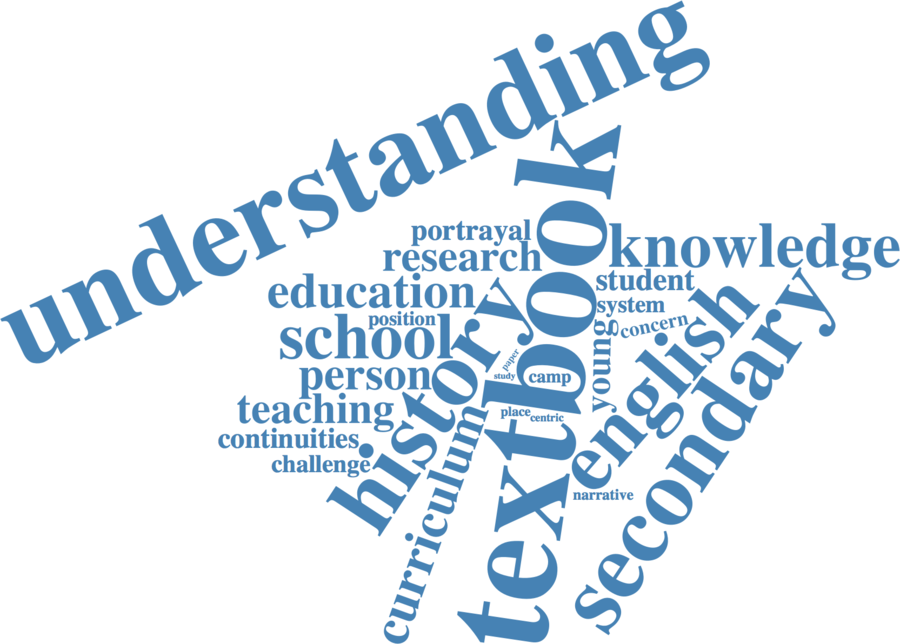 understanding
textbook
portrayal
knowledge
research
student
education
system
position
concern
school
history
young
english
secondary
paper
study
camp
person
teaching
place
centric
continuities
curriculum
challenge
narrative